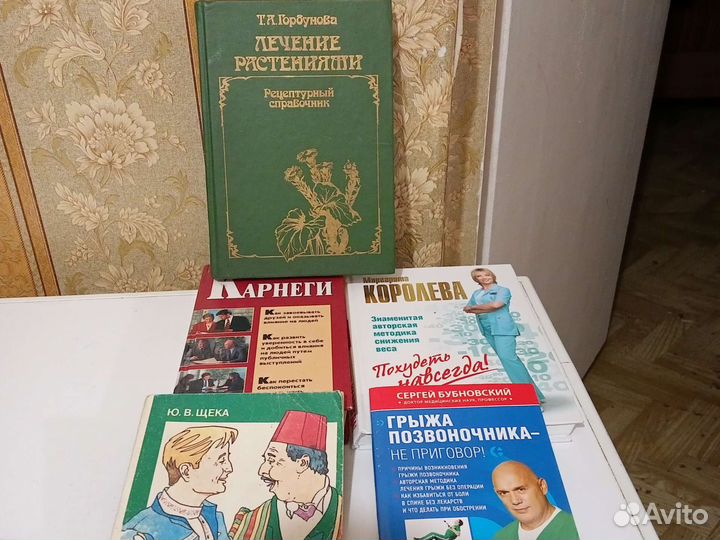 Т.А.Горбунова
ЛЕЧЕНИЕ
РАСТЕНИЯМИ
Рецептурный
справочник
КАРНЕГИ
Как завоевывать
друзей и оказывать
влияние на людей
Как развить
уверенность в себе
и добиться влияния
на людей путем
публичных
выступлений
Как перестать
беспокоиться
Маргарита
КОРОЛЕВА
Знаменитая
авторская
методика
снижения
веса
Похудеть
навсегда!
Ю. В. ЩЕКА
СЕРГЕЙ БУБНОВСКИЙ
ДОКТОР МЕДИЦИНСКИХ НАУК, ПРОФЕССОР
ГРЫЖА
ПОЗВОНОЧНИКА–
НЕ ПРИГОВОР!
ПРИЧИНЫ ВОЗНИКНОВЕНИЯ
ГРЫЖИ ПОЗВОНОЧНИКА
АВТОРСКАЯ МЕТОДИКА
ЛЕЧЕНИЯ ГРЫЖИ БЕЗ ОПЕРАЦИИ
КАК ИЗБАВИТЬСЯ ОТ БОЛИ
В СПИНЕ БЕЗ ЛЕКАРСТВ
И ЧТО ДЕЛАТЬ ПРИ ОБОСТРЕНИИ
Avito